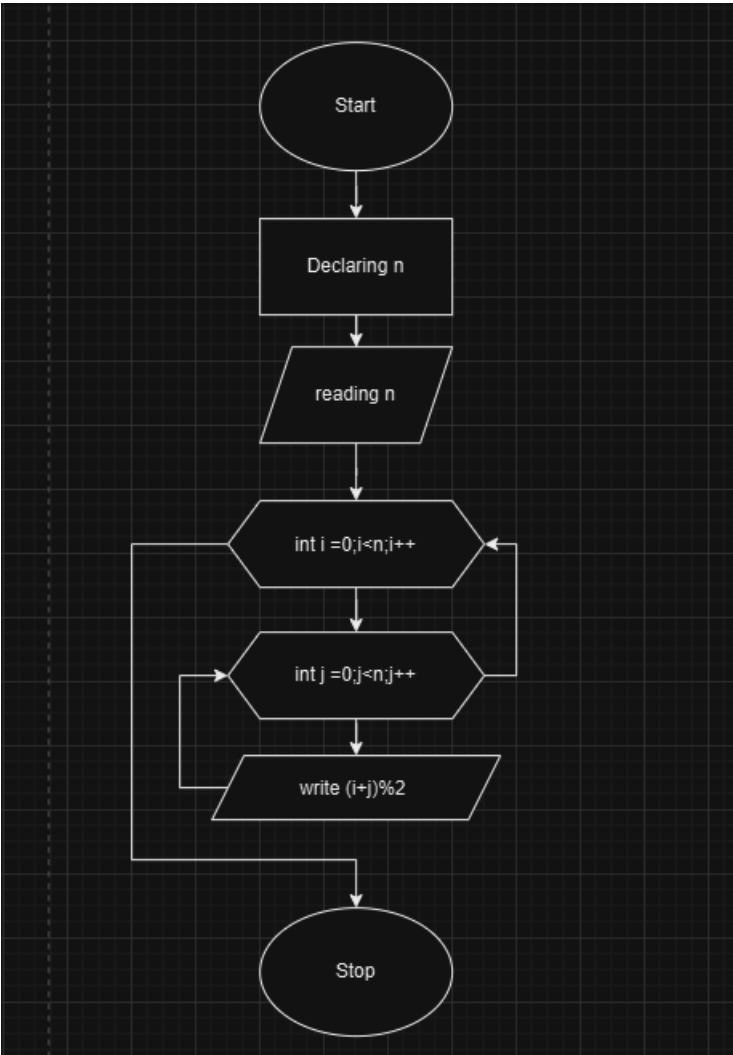 Start
Declaring n
reading n
int i =0;i<n;i++
int j =0;j<n;j++
write (i+j)%2
Stop